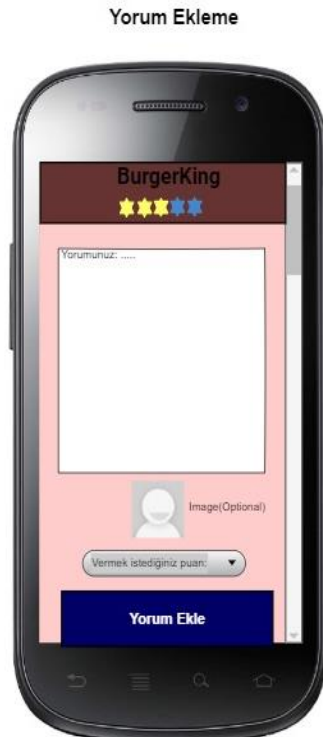 Yorum Ekleme
BurgerKing
Yorumunuz: .....
Image(Optional)
Vermek istediğiniz puan:
Yorum Ekle